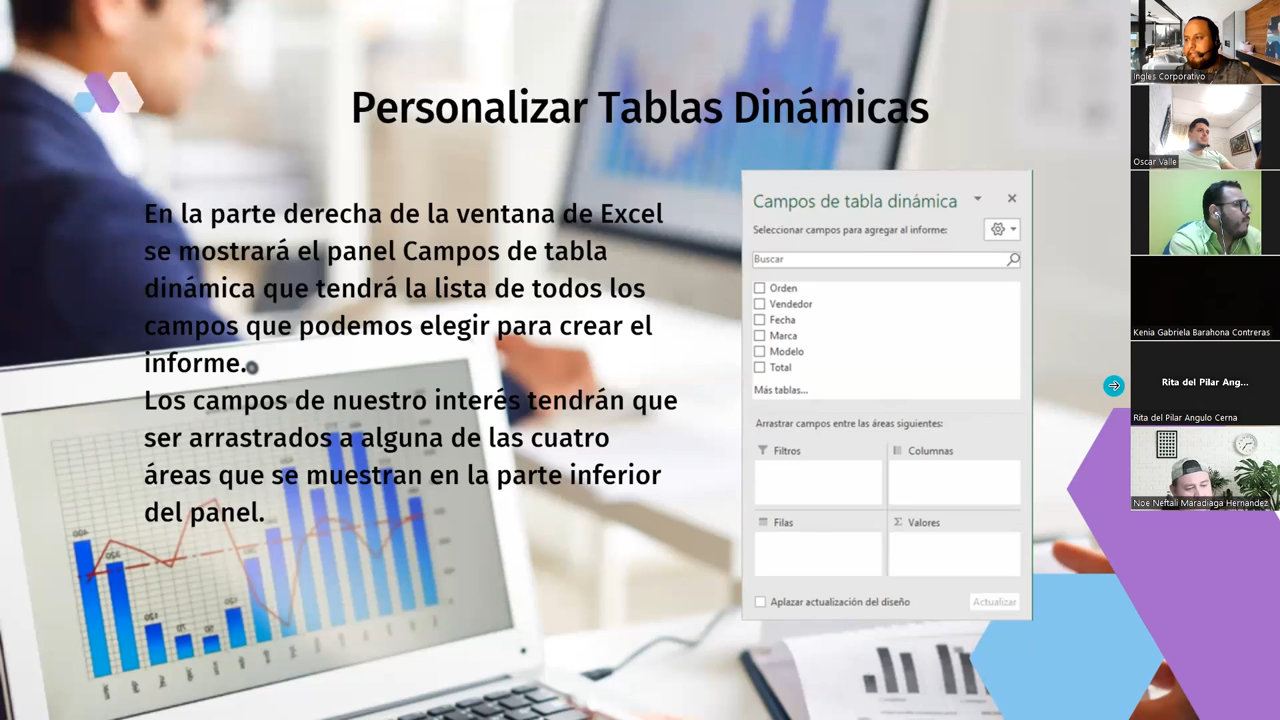 Personalizar Tablas Dinámicas
En la parte derecha de la ventana de Excel
se mostrará el panel Campos de tabla
dinámica que tendrá la lista de todos los
campos que podemos elegir para crear el
informe.
Los campos de nuestro interés tendrán que
ser arrastrados a alguna de las cuatro
áreas que se muestran en la parte inferior
del panel.
Campos de tabla dinámica
Seleccionar campos para agregar al informe:
Buscar
Orden
Vendedor
Fecha
Marca
Modelo
Total
Más tablas...
Arrastrar campos entre las áreas siguientes:
Filtros
Columnas
Filas
Σ Valores
Aplazar actualización del diseño
Actualizar
Ingles Corporativo
Oscar Valle
Kenia Gabriela Barahona Contreras
Rita del Pilar Ang...
Rita del Pilar Angulo Cerna
Noe Neftali Maradiaga Hernandez